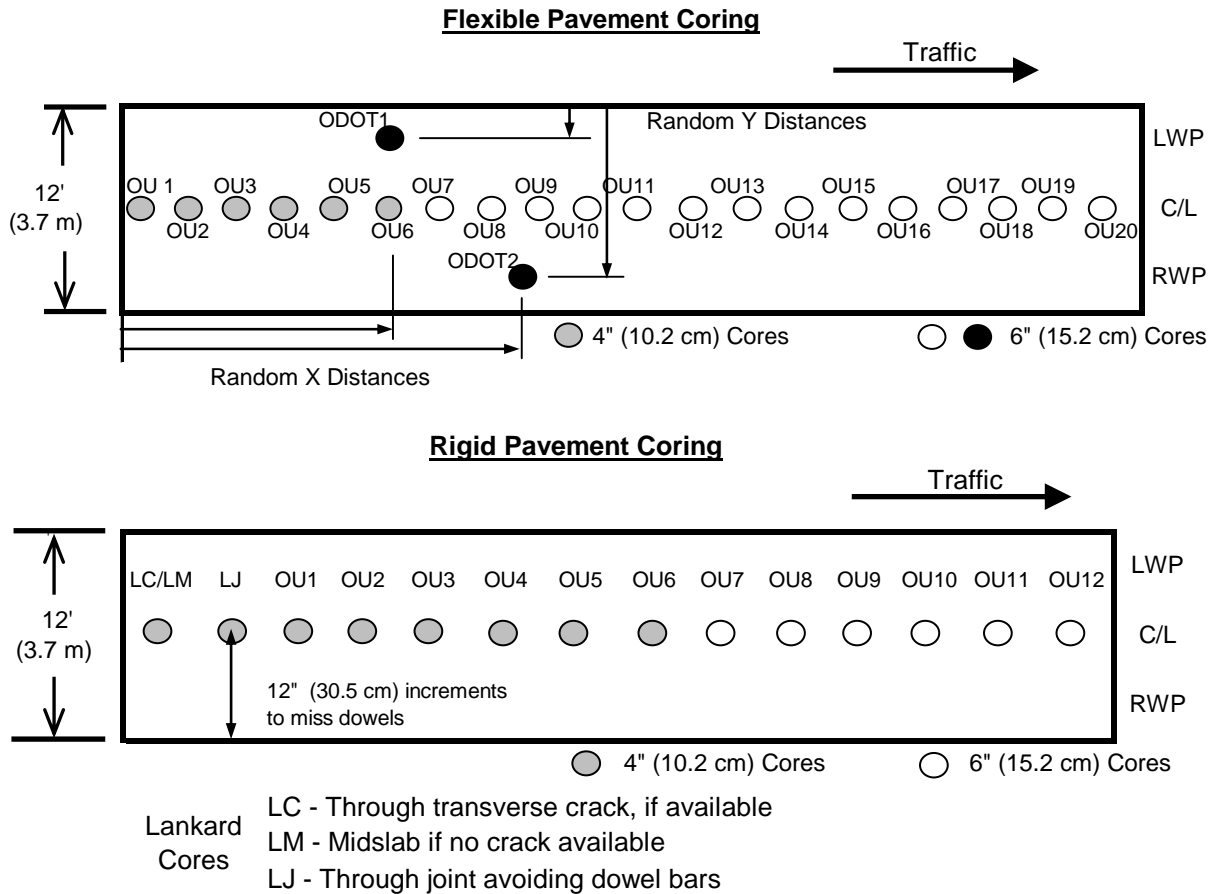 Flexible Pavement Coring
Traffic
ODOT1
Random Y Distances
LWP
12'
(3.7 m)
OU 1
OU3
OU5
OU7
OU9
OU11
OU13
OU15
OU17
OU19
C/L
OU2
OU4
OU6
OU8
OU10
OU12
OU14
OU16
OU18
OU20
ODOT2
RWP
4" (10.2 cm) Cores
6" (15.2 cm) Cores
Random X Distances
Rigid Pavement Coring
Traffic
LWP
LC/LM
LJ
OU1
OU2
OU3
OU4
OU5
OU6
OU7
OU8
OU9
OU10
OU11
OU12
12'
(3.7 m)
C/L
12" (30.5 cm) increments
to miss dowels
RWP
4" (10.2 cm) Cores
6" (15.2 cm) Cores
Lankard
Cores
LC - Through transverse crack, if available
LM - Midslab if no crack available
LJ - Through joint avoiding dowel bars